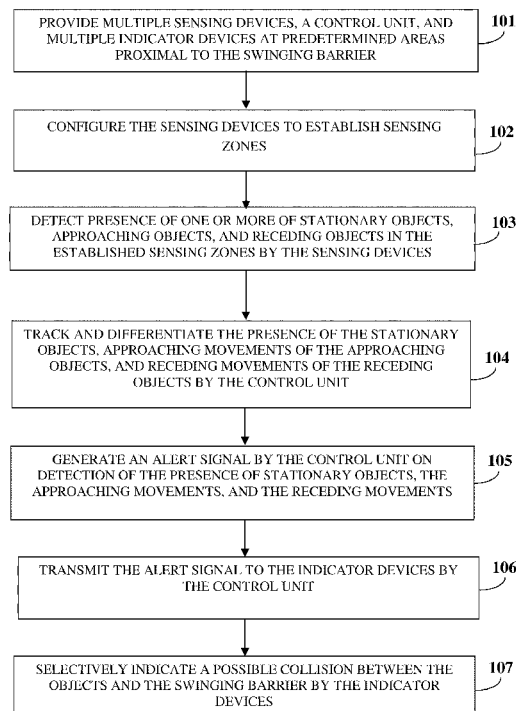 PROVIDE MULTIPLE SENSING DEVICES, A CONTROL UNIT, AND
MULTIPLE INDICATOR DEVICES AT PREDETERMINED AREAS
PROXIMAL TO THE SWINGING BARRIER
101
CONFIGURE THE SENSING DEVICES TO ESTABLISH SENSING
ZONES
102
DETECT PRESENCE OF ONE OR MORE OF STATIONARY OBJECTS,
APPROACHING OBJECTS, AND RECEDING OBJECTS IN THE
ESTABLISHED SENSING ZONES BY THE SENSING DEVICES
103
TRACK AND DIFFERENTIATE THE PRESENCE OF THE STATIONARY
OBJECTS, APPROACHING MOVEMENTS OF THE APPROACHING
OBJECTS, AND RECEDING MOVEMENTS OF THE RECEDING
OBJECTS BY THE CONTROL UNIT
104
GENERATE AN ALERT SIGNAL BY THE CONTROL UNIT ON
DETECTION OF THE PRESENCE OF STATIONARY OBJECTS, THE
APPROACHING MOVEMENTS, AND THE RECEDING MOVEMENTS
105
TRANSMIT THE ALERT SIGNAL TO THE INDICATOR DEVICES BY
THE CONTROL UNIT
106
SELECTIVELY INDICATE A POSSIBLE COLLISION BETWEEN THE
OBJECTS AND THE SWINGING BARRIER BY THE INDICATOR
DEVICES
107